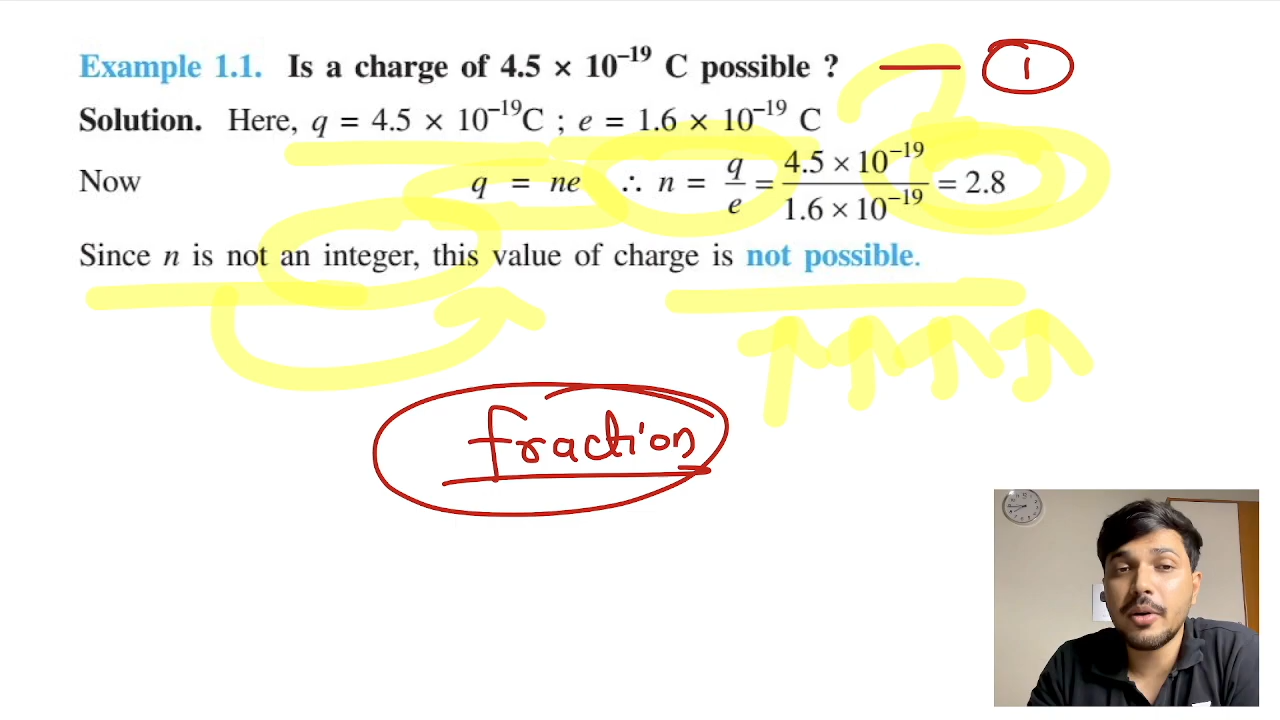 Example 1.1. Is a charge of 4.5 × 10⁻¹⁹ C possible ? — 1
Solution. Here, q = 4.5 × 10⁻¹⁹C ; e = 1.6 × 10⁻¹⁹ C
Now q = ne ∴ n = q/e = 4.5 × 10⁻¹⁹ / 1.6 × 10⁻¹⁹ = 2.8
Since n is not an integer, this value of charge is not possible.
fraction